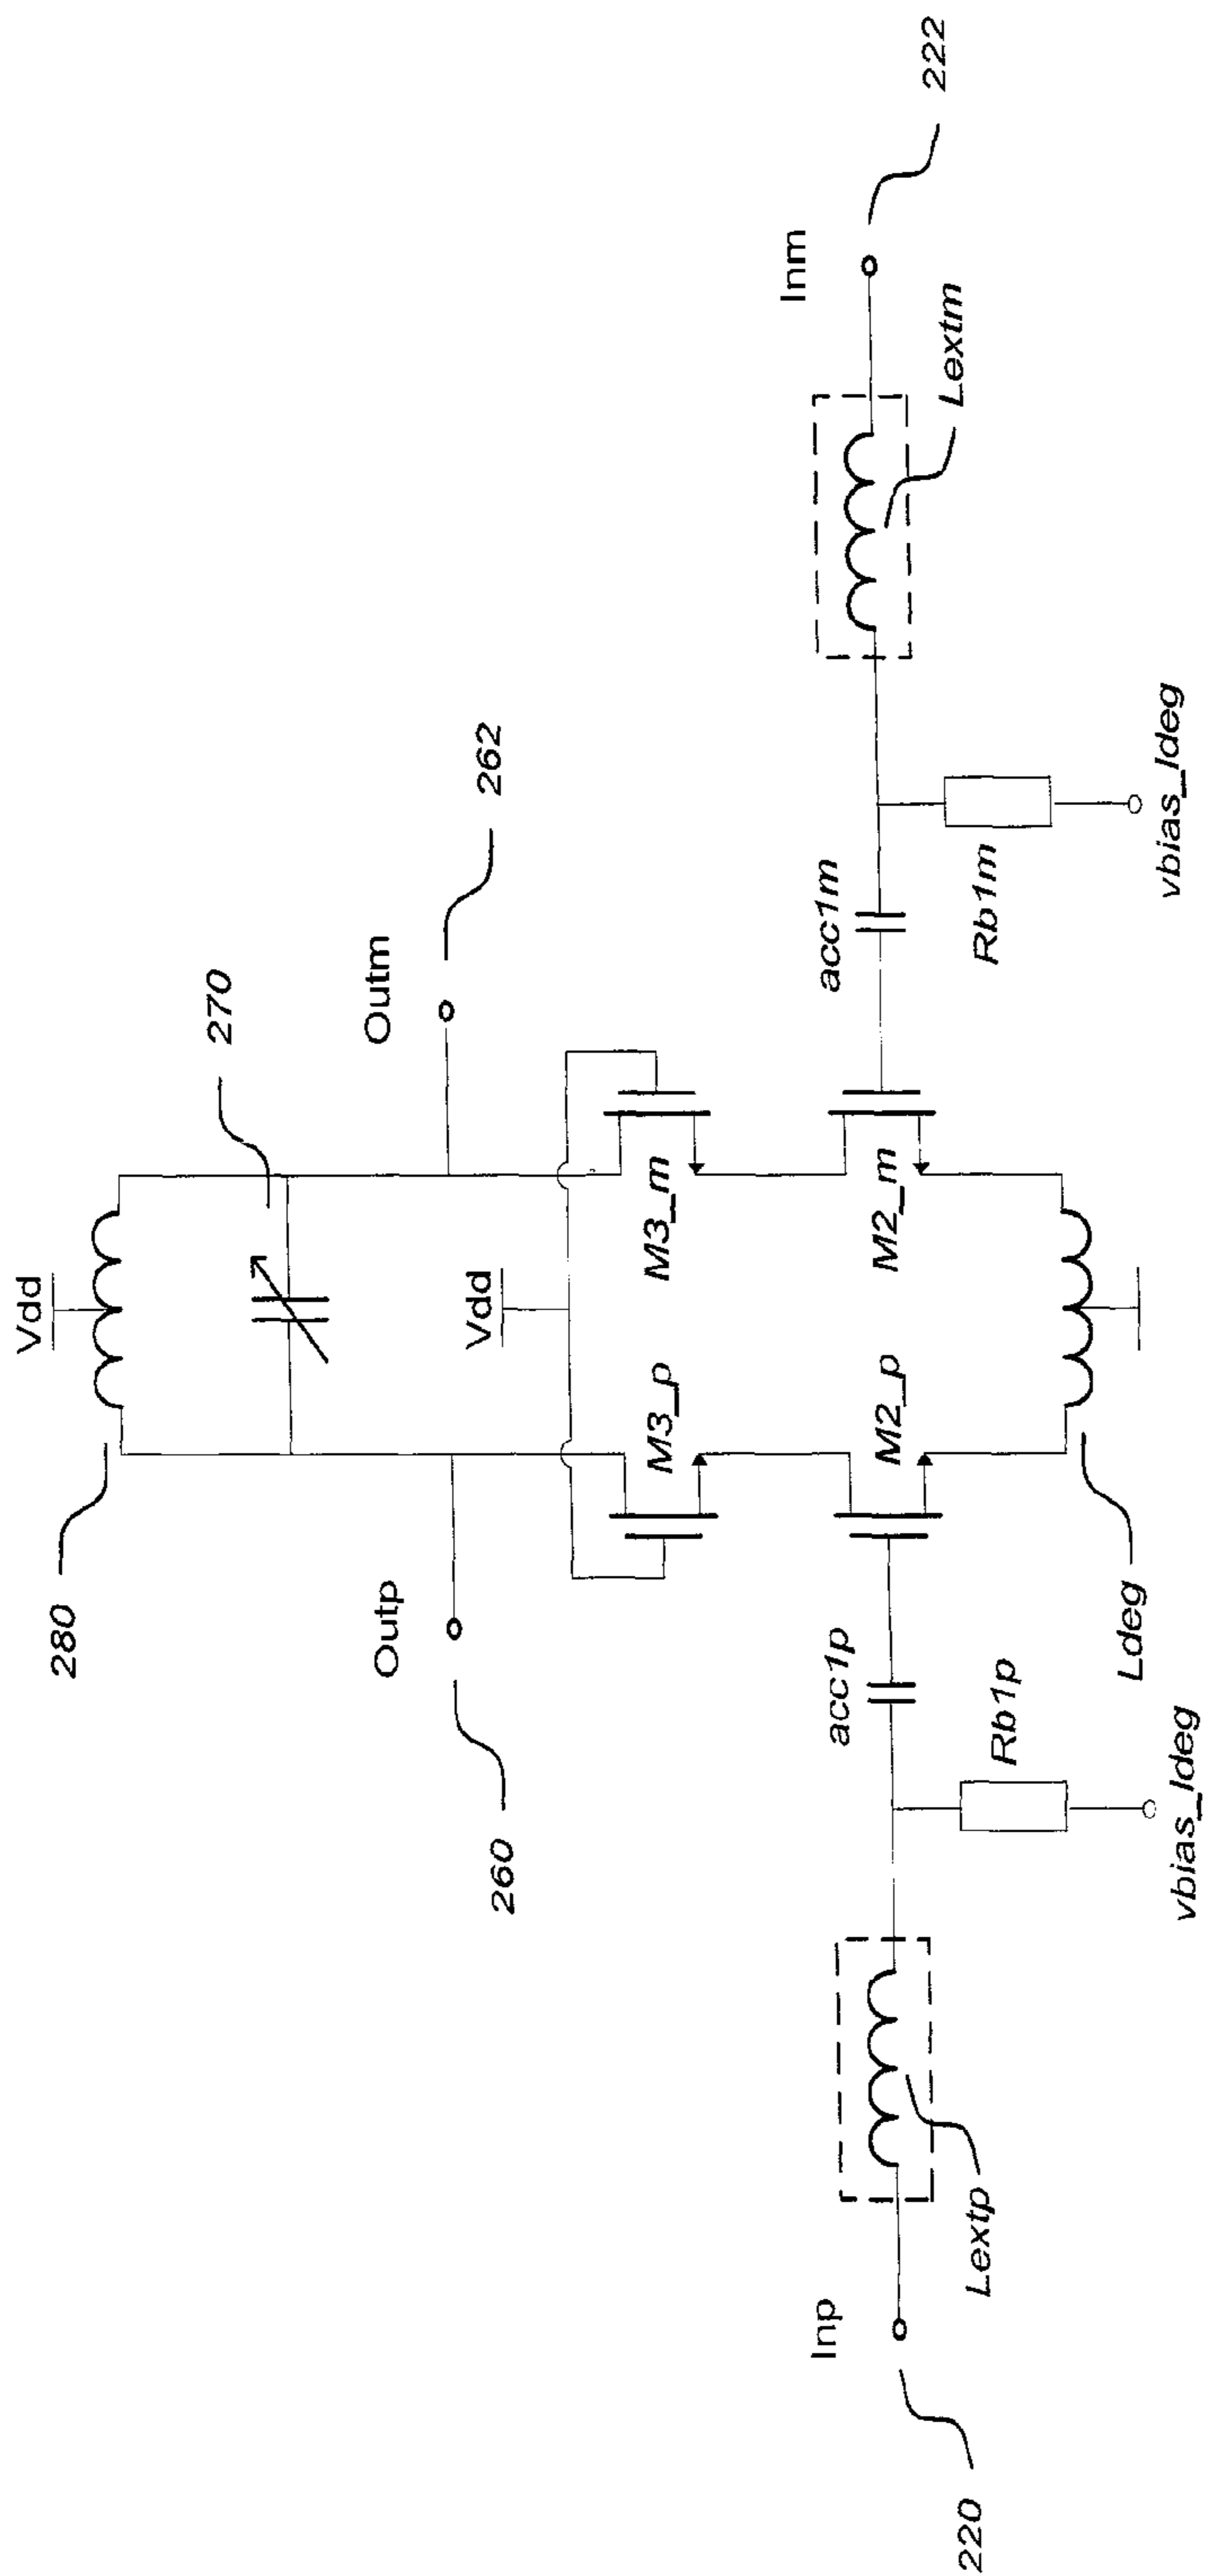 Vdd
280
270
Outp
260
Outm
262
Vdd
M3_p
M3_m
M2_p
M2_m
Inp
220
Lextp
acc1p
Rb1p
vbias_ldeg
Ldeg
acc1m
Rb1m
vbias_ldeg
Lextm
Inm
222